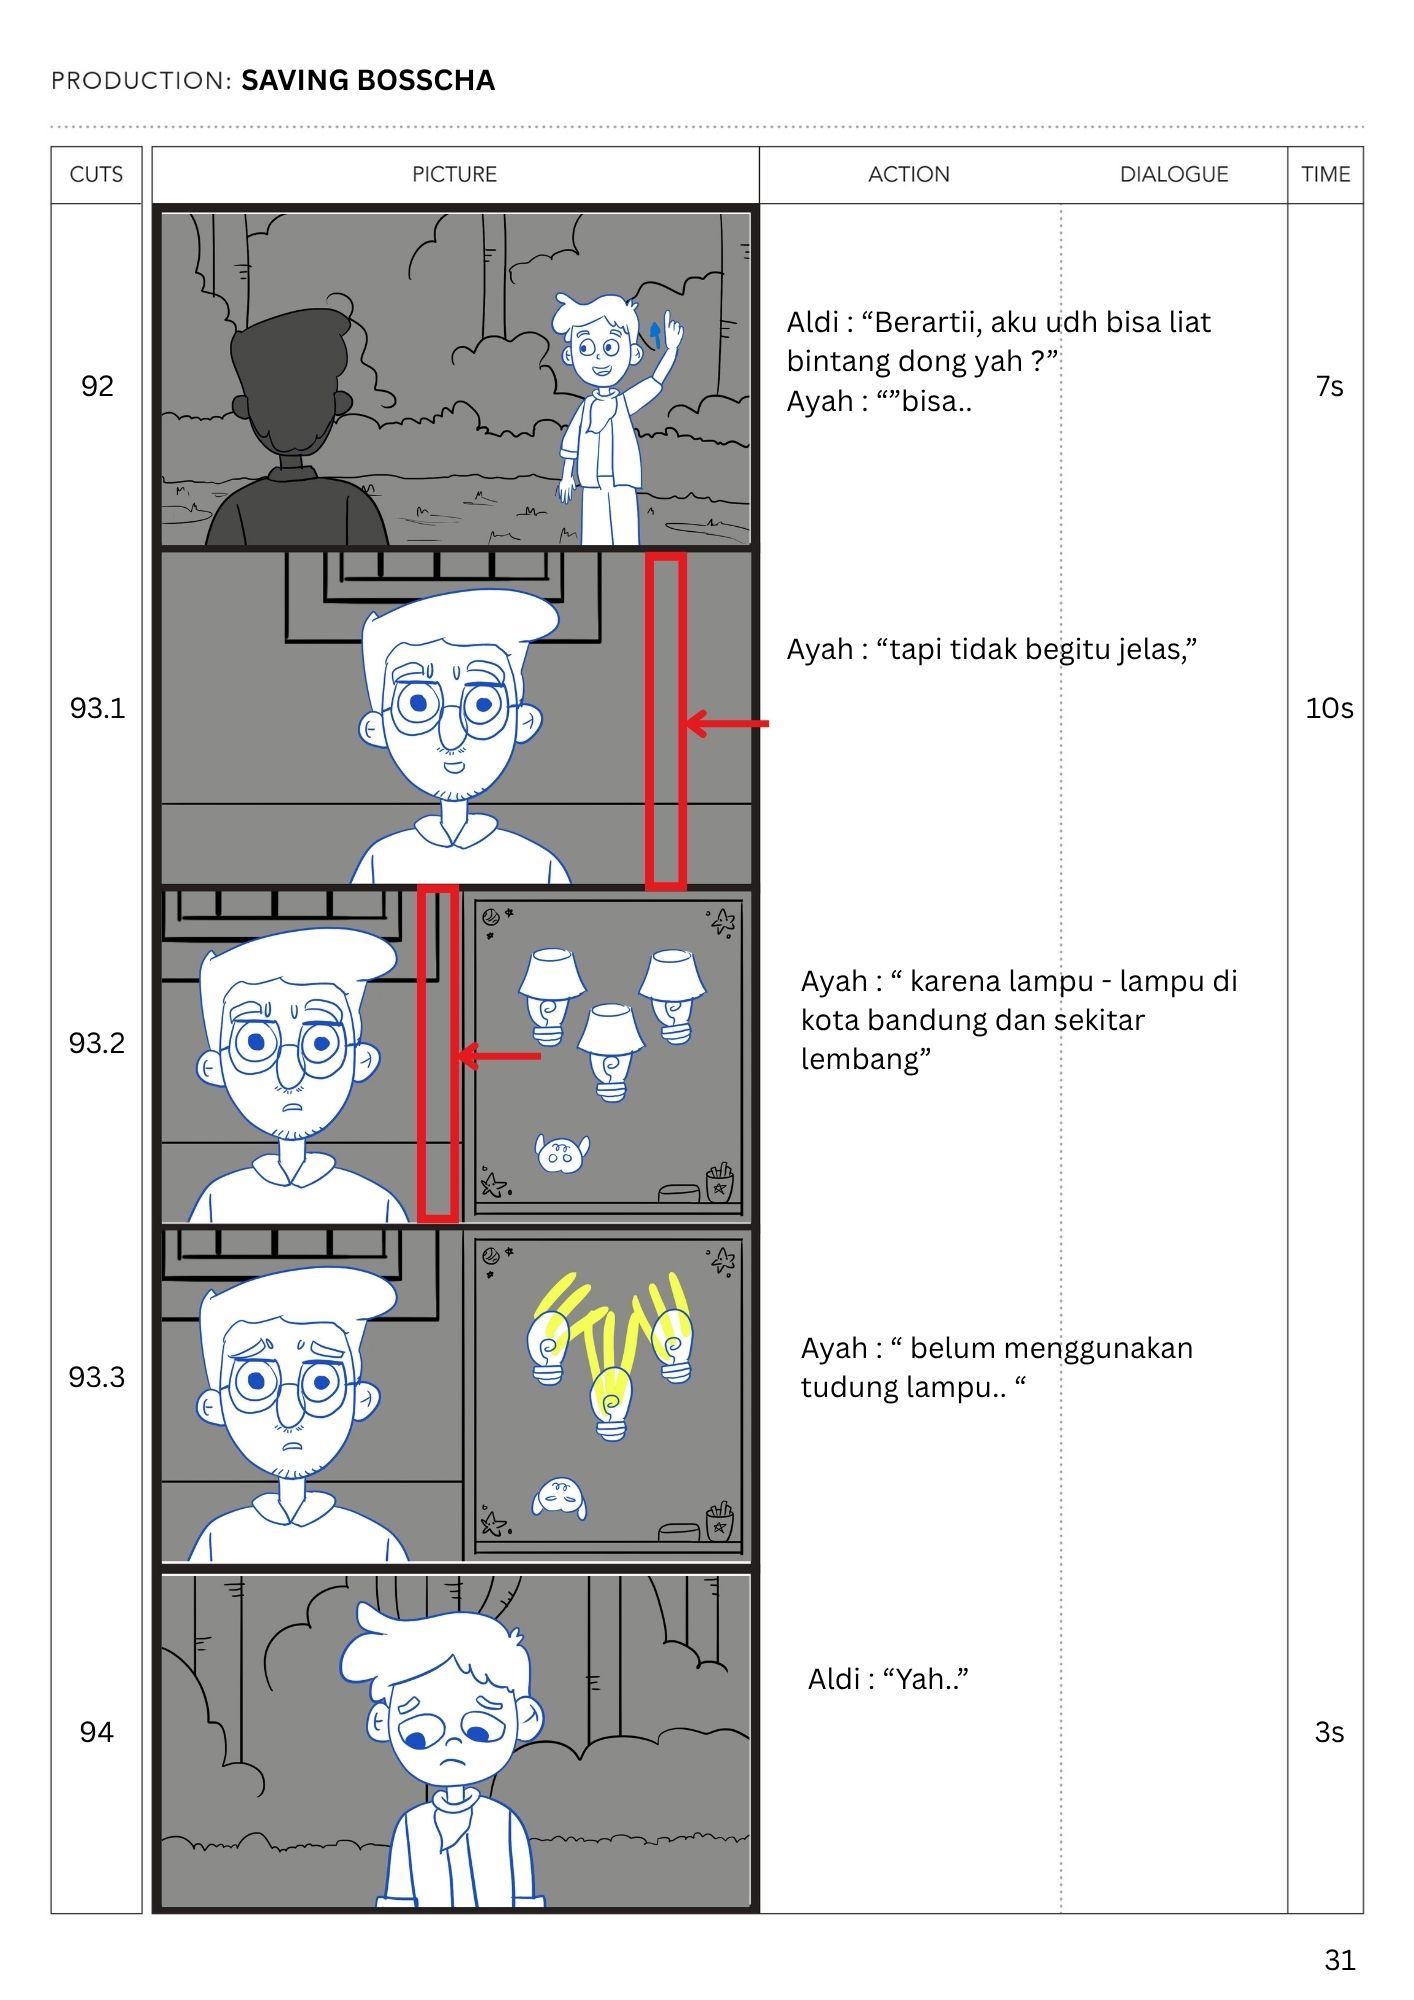 PRODUCTION: SAVING BOSSCHA
CUTS PICTURE ACTION DIALOGUE TIME
92
Aldi : “Berartii, aku udh bisa liat
bintang dong yah ?”
Ayah : “”bisa..
7s
93.1
Ayah : “tapi tidak begitu jelas,”
10s
93.2
Ayah : “ karena lampu - lampu di
kota bandung dan sekitar
lembang”
93.3
Ayah : “ belum menggunakan
tudung lampu.. “
94
Aldi : “Yah..”
3s
31